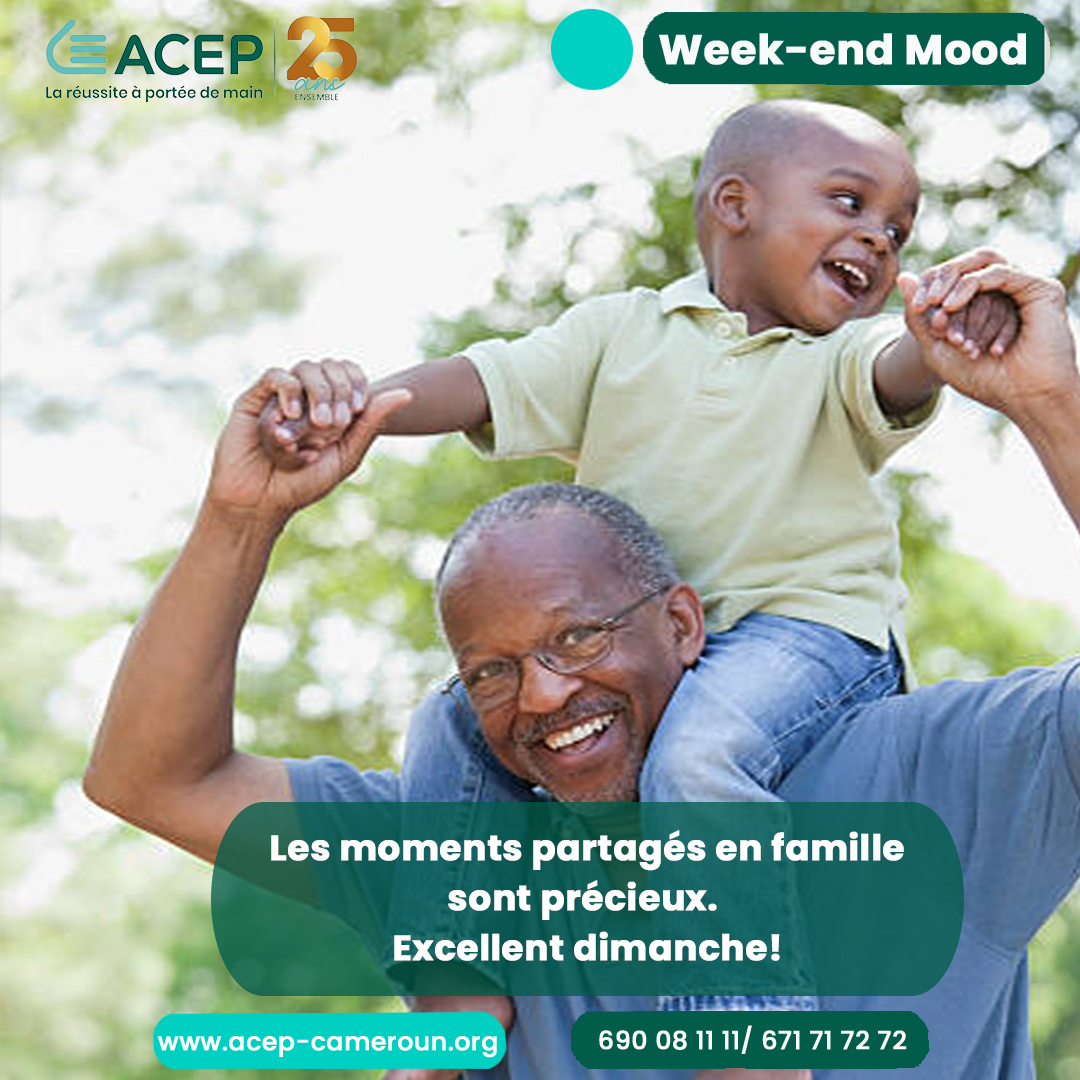 ACEP
La réussite à portée de main
25
ans
ENSEMBLE
Week-end Mood
Les moments partagés en famille
sont précieux.
Excellent dimanche!
www.acep-cameroun.org
690 08 11 11/ 671 71 72 72